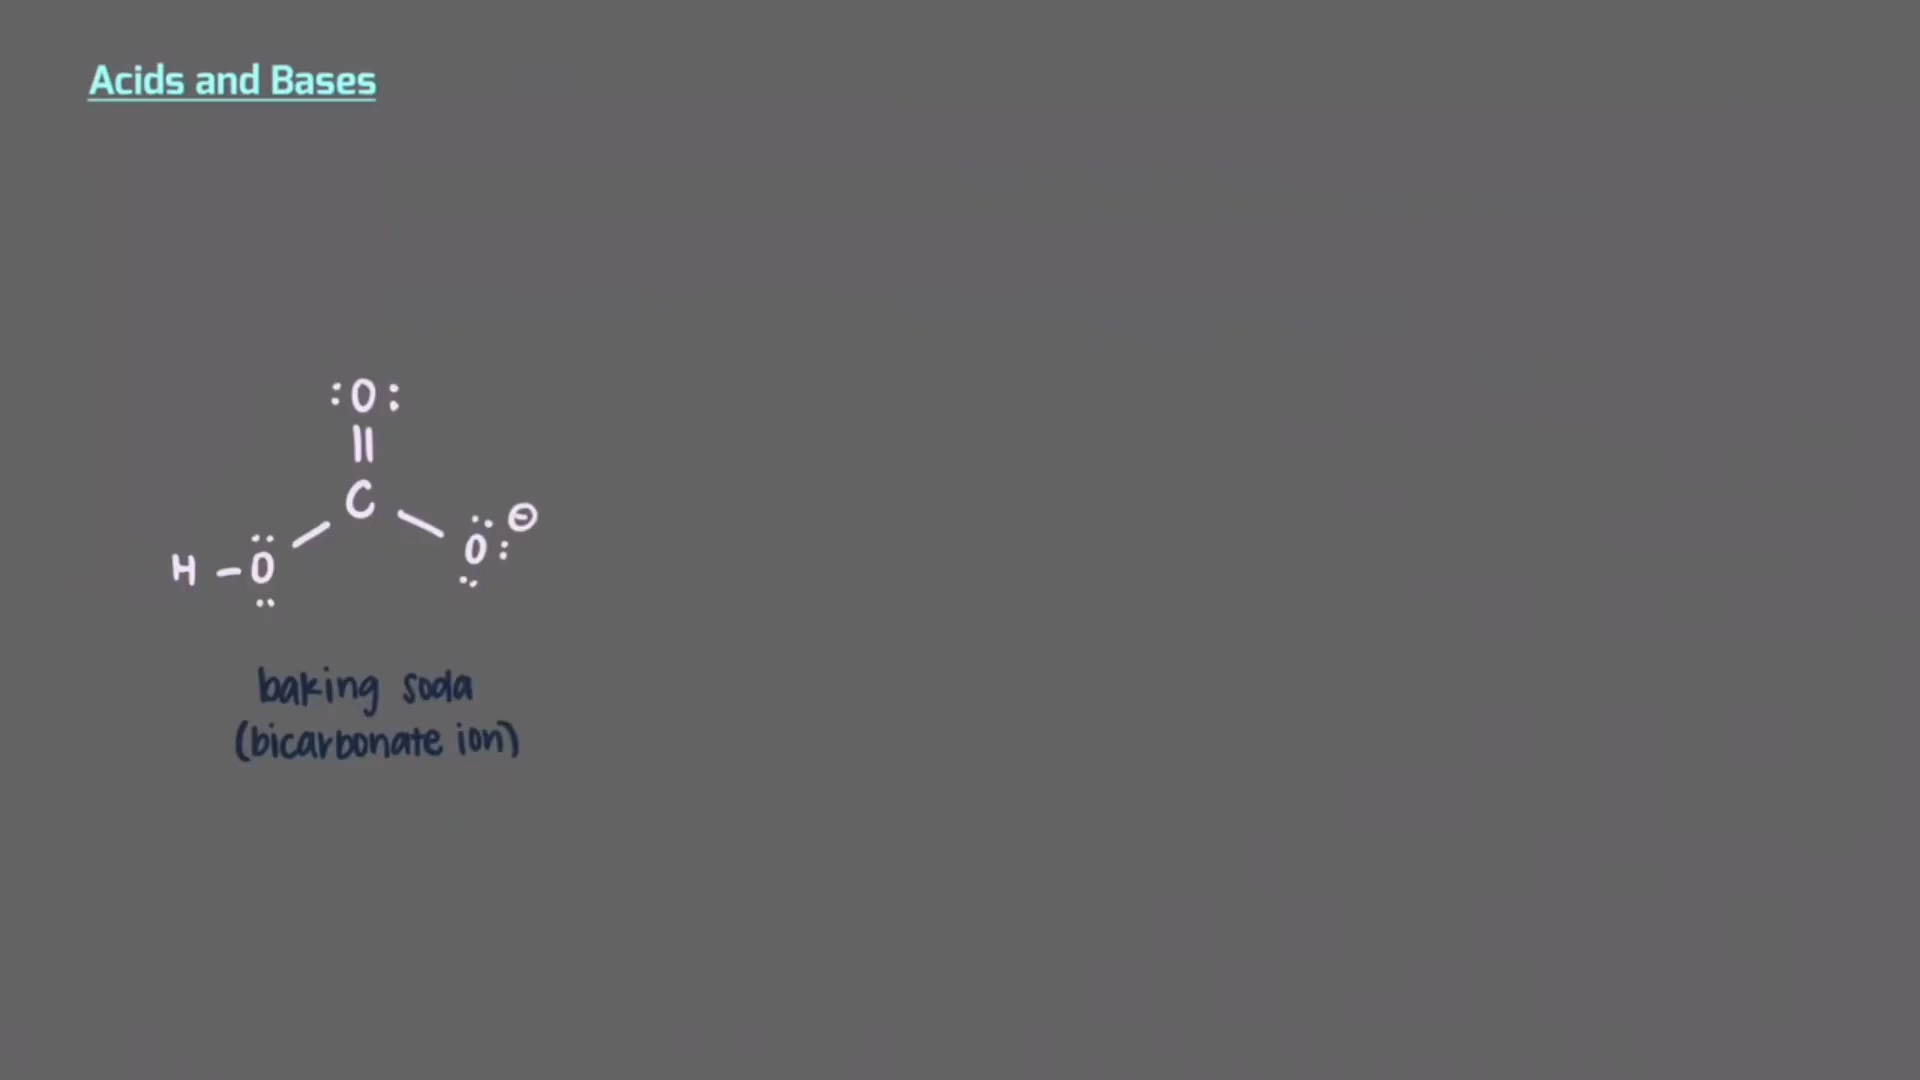 Acids and Bases
:O:
||
C
H – O
O: ⊖
baking soda
(bicarbonate ion)